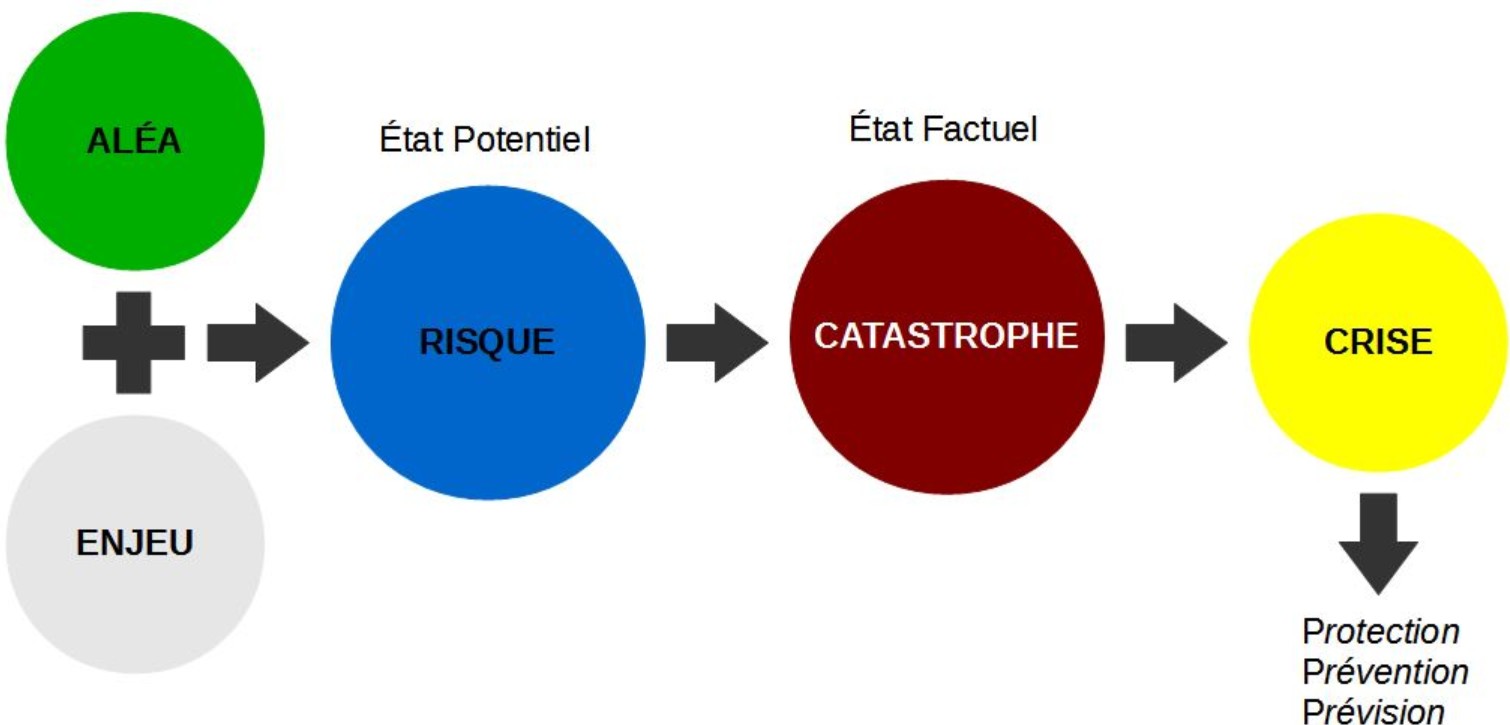 ALÉA
État Potentiel
État Factuel
RISQUE
CATASTROPHE
CRISE
ENJEU
Protection
Prévention
Prévision